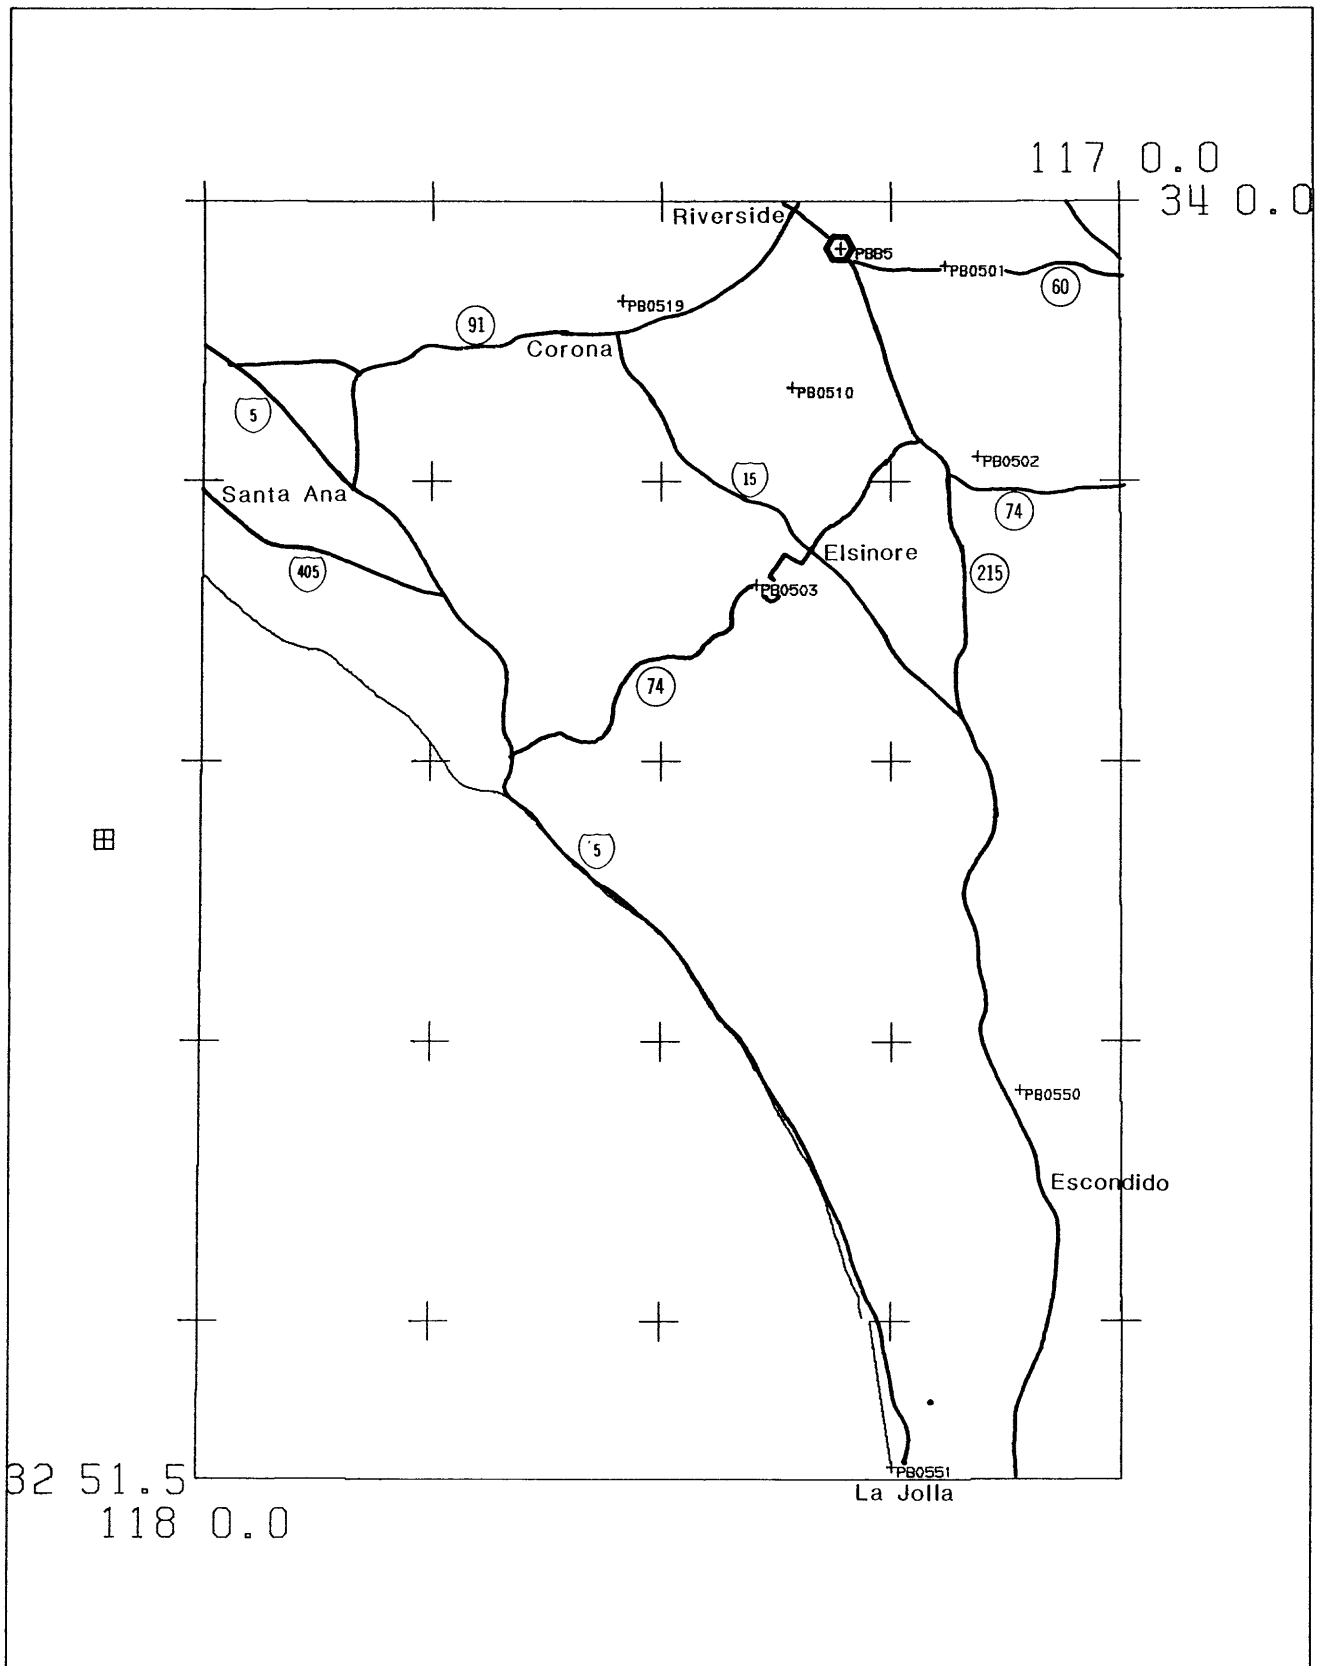 117 0.0
34 0.0
Riverside
PBB5
PB0501
60
PB0519
91
Corona
PB0510
5
PB0502
15
Santa Ana
74
Elsinore
405
215
PB0503
74
5
PB0550
Escondido
PB0551
32 51.5
La Jolla
118 0.0